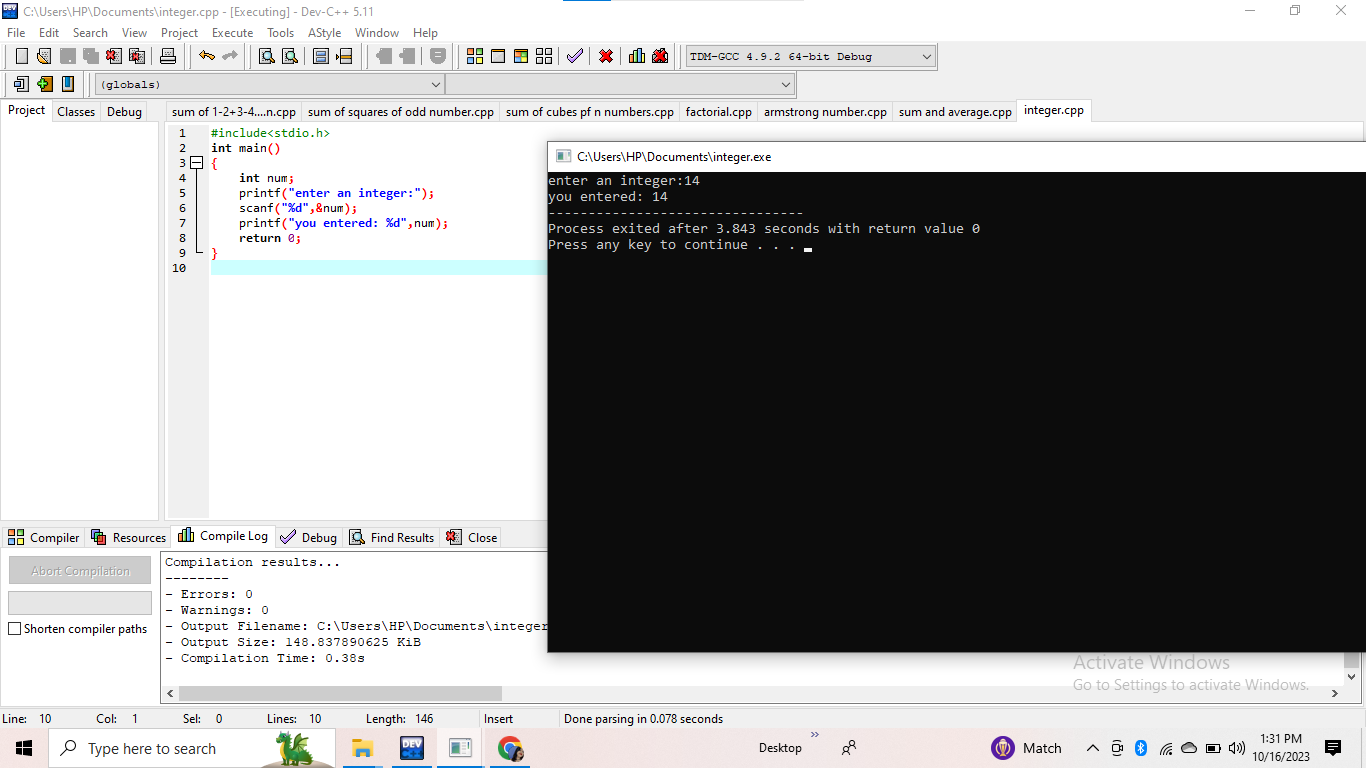 C:\Users\HP\Documents\integer.cpp - [Executing] - Dev-C++ 5.11
File Edit Search View Project Execute Tools AStyle Window Help
TDM-GCC 4.9.2 64-bit Debug
(globals)
Project Classes Debug
sum of 1-2+3-4....n.cpp sum of squares of odd number.cpp sum of cubes pf n numbers.cpp factorial.cpp armstrong number.cpp sum and average.cpp integer.cpp
1 #include<stdio.h>
2 int main()
3 {
4 int num;
5 printf("enter an integer:");
6 scanf("%d",&num);
7 printf("you entered: %d",num);
8 return 0;
9 }
10
C:\Users\HP\Documents\integer.exe
enter an integer:14
you entered: 14
--------------------------------
Process exited after 3.843 seconds with return value 0
Press any key to continue . . .
Compiler Resources Compile Log Debug Find Results Close
Abort Compilation
Shorten compiler paths
Compilation results...
--------
- Errors: 0
- Warnings: 0
- Output Filename: C:\Users\HP\Documents\integer
- Output Size: 148.837890625 KiB
- Compilation Time: 0.38s
Activate Windows
Go to Settings to activate Windows.
Line: 10 Col: 1 Sel: 0 Lines: 10 Length: 146 Insert Done parsing in 0.078 seconds
Type here to search
DEV
Desktop
Match
1:31 PM
10/16/2023